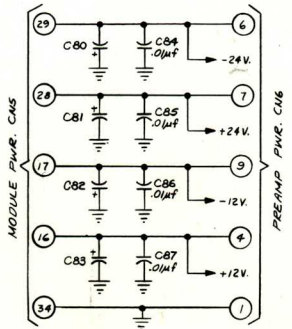 29
6
C80
+
C84
.01µf
-24V.
28
7
C81
+
C85
.01µf
+24V.
17
9
C82
+
C86
.01µf
-12V.
16
4
C83
+
C87
.01µf
+12V.
34
1
MODULE PWR. CN5
PREAMP PWR. CN6